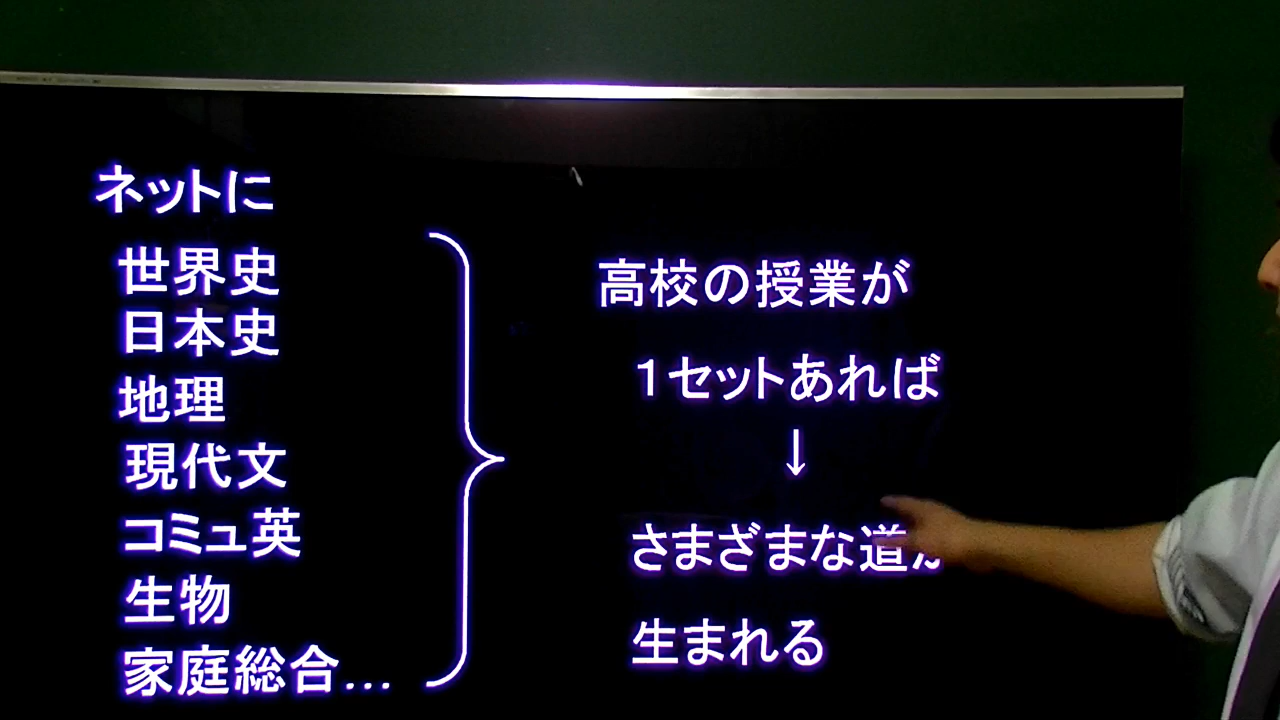 ネットに
世界史
日本史
地理
現代文
コミュ英
生物
家庭総合...
高校の授業が
1セットあれば
↓
さまざまな道
生まれる